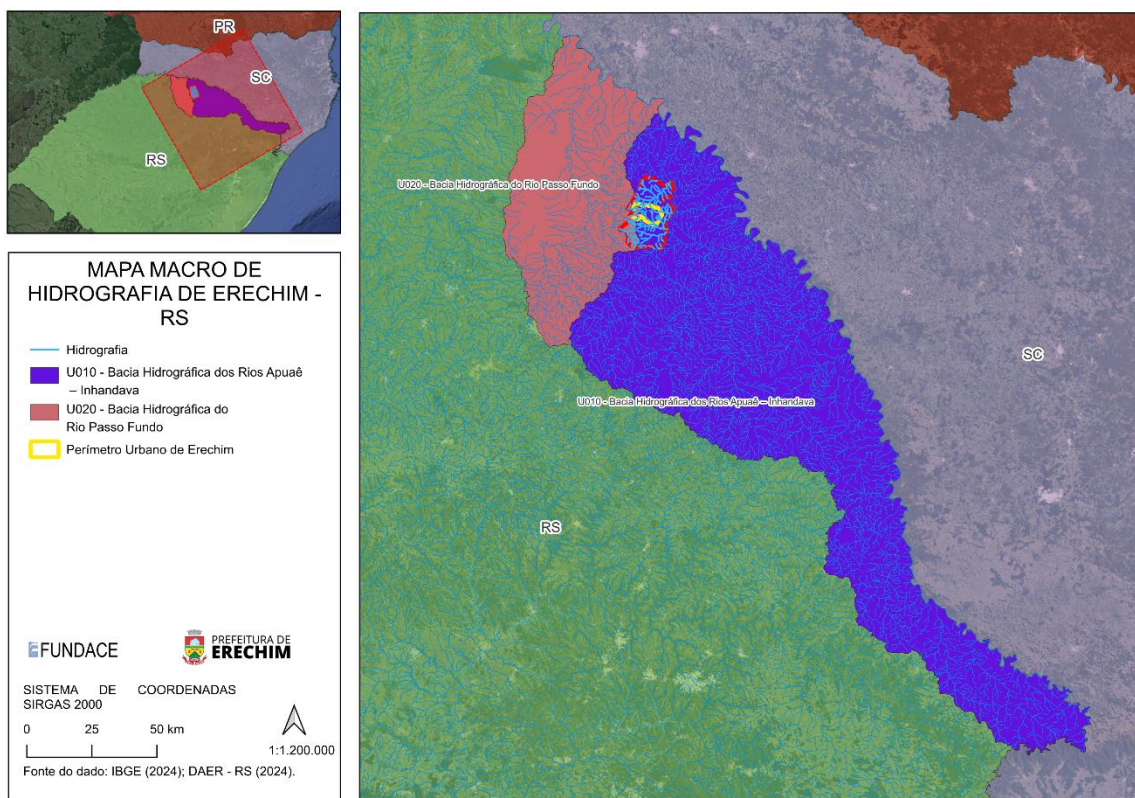 PR
SC
RS
MAPA MACRO DE
HIDROGRAFIA DE ERECHIM -
RS
Hidrografia
U010 - Bacia Hidrográfica dos Rios Apuaê
– Inhandava
U020 - Bacia Hidrográfica do
Rio Passo Fundo
Perímetro Urbano de Erechim
FUNDACE
PREFEITURA DE
ERECHIM
SISTEMA DE COORDENADAS
SIRGAS 2000
0 25 50 km
1:1.200.000
Fonte do dado: IBGE (2024); DAER - RS (2024).
U020 - Bacia Hidrográfica do Rio Passo Fundo
SC
U010 - Bacia Hidrográfica dos Rios Apuaê – Inhandava
RS